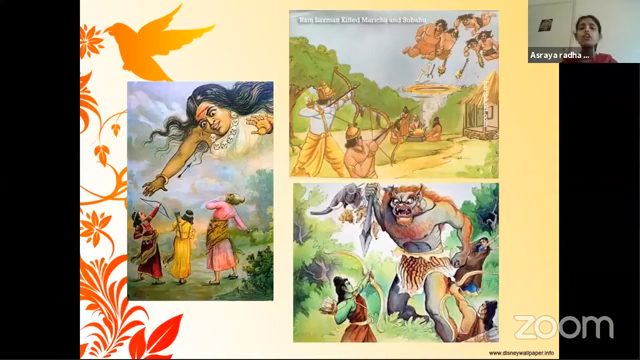 Ram Laxman Killed Maricha and Subahu
Asraya radha ...
zoom
www.disneywallpaper.info